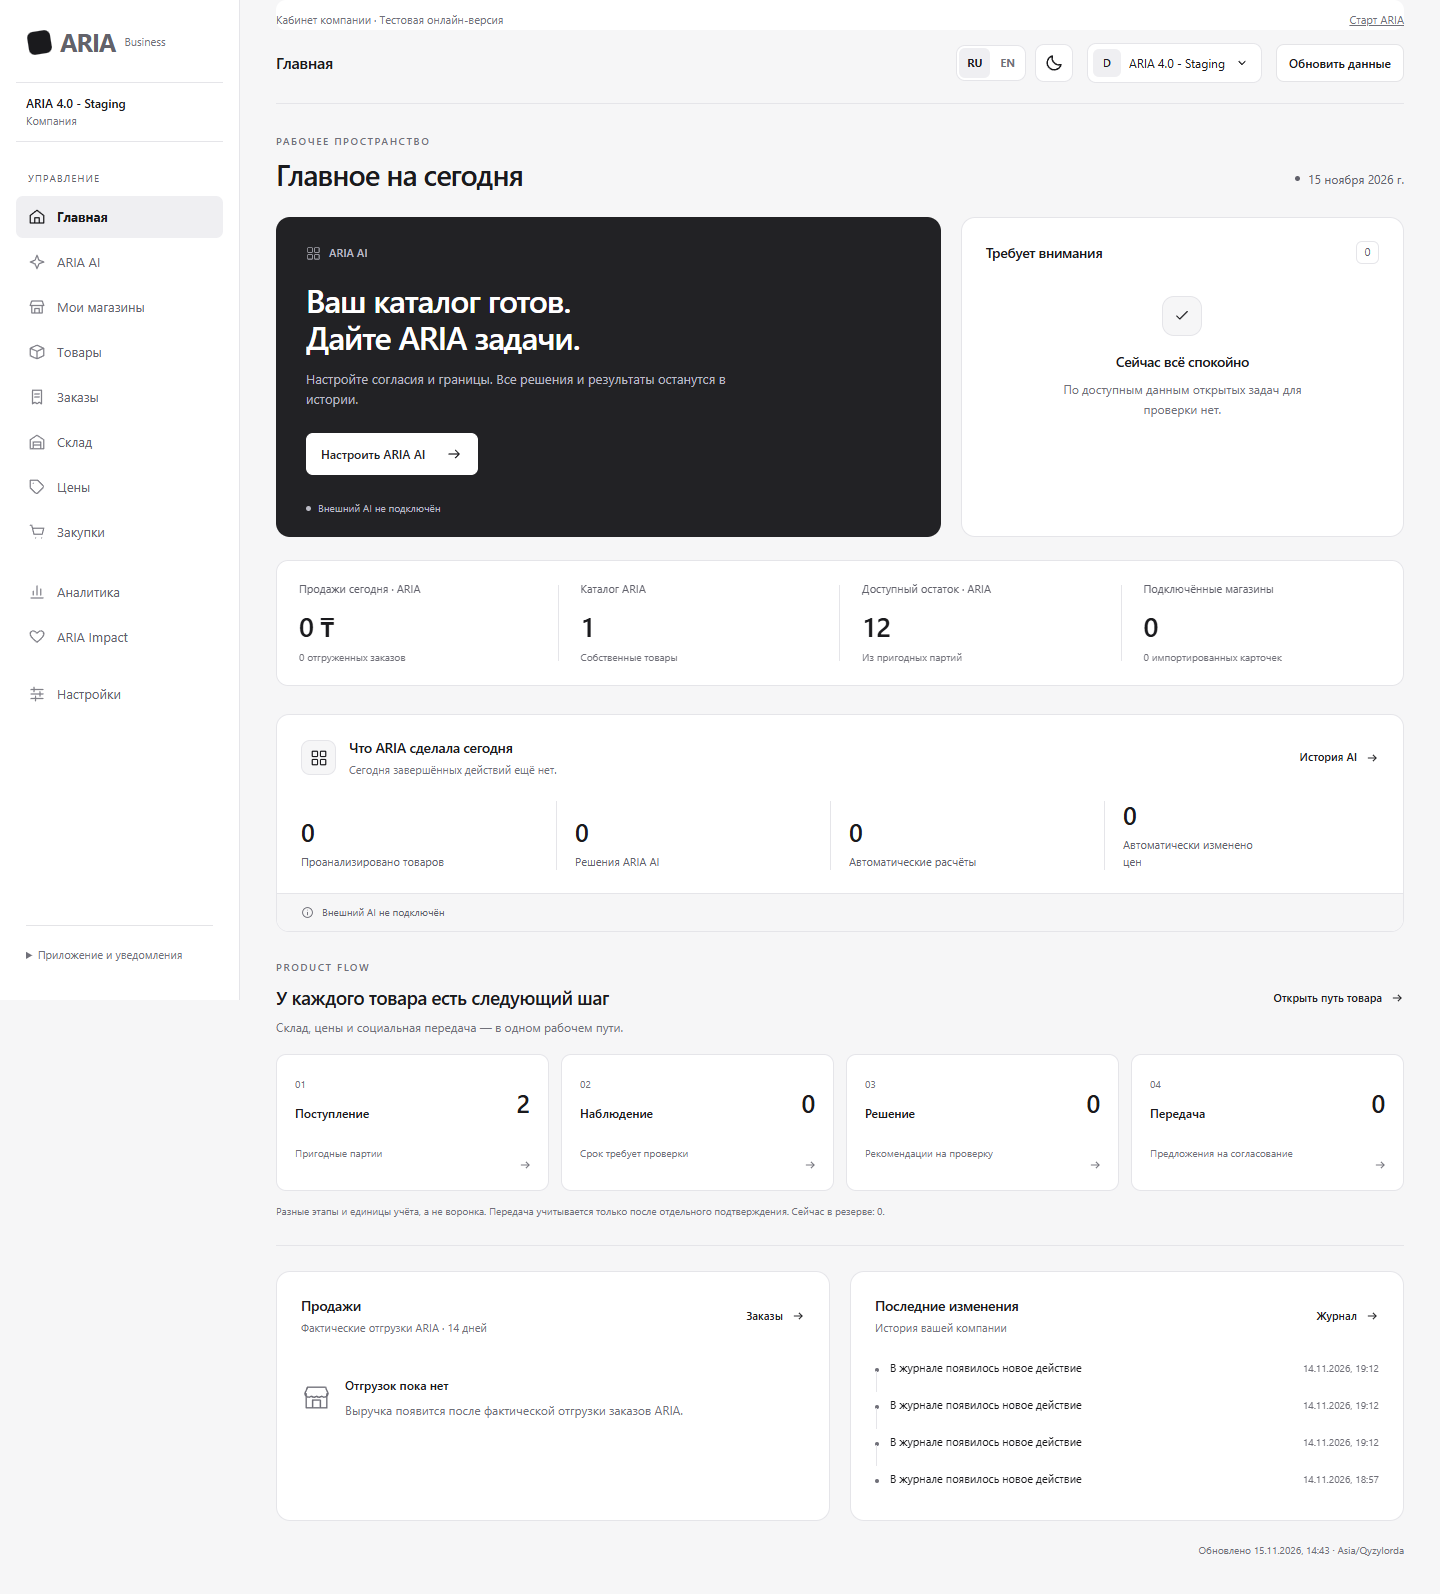 ARIA Business
ARIA 4.0 - Staging
Компания
УПРАВЛЕНИЕ
Главная
ARIA AI
Мои магазины
Товары
Заказы
Склад
Цены
Закупки
Аналитика
ARIA Impact
Настройки
Приложение и уведомления
Кабинет компании · Тестовая онлайн-версия
Старт ARIA
Главная
RU EN
D ARIA 4.0 - Staging
Обновить данные
РАБОЧЕЕ ПРОСТРАНСТВО
Главное на сегодня
15 ноября 2026 г.
ARIA AI
Ваш каталог готов.
Дайте ARIA задачи.
Настройте согласия и границы. Все решения и результаты останутся в
истории.
Настроить ARIA AI
Внешний AI не подключён
Требует внимания
0
Сейчас всё спокойно
По доступным данным открытых задач для
проверки нет.
Продажи сегодня · ARIA
0 ₸
0 отгруженных заказов
Каталог ARIA
1
Собственные товары
Доступный остаток · ARIA
12
Из пригодных партий
Подключённые магазины
0
0 импортированных карточек
Что ARIA сделала сегодня
Сегодня завершённых действий ещё нет.
История AI
0
Проанализировано товаров
0
Решения ARIA AI
0
Автоматические расчёты
0
Автоматически изменено
цен
Внешний AI не подключён
PRODUCT FLOW
У каждого товара есть следующий шаг
Открыть путь товара
Склад, цены и социальная передача — в одном рабочем пути.
01
Поступление
2
Пригодные партии
02
Наблюдение
0
Срок требует проверки
03
Решение
0
Рекомендации на проверку
04
Передача
0
Предложения на согласование
Разные этапы и единицы учёта, а не воронка. Передача учитывается только после отдельного подтверждения. Сейчас в резерве: 0.
Продажи
Фактические отгрузки ARIA · 14 дней
Заказы
Отгрузок пока нет
Выручка появится после фактической отгрузки заказов ARIA.
Последние изменения
История вашей компании
Журнал
В журнале появилось новое действие 14.11.2026, 19:12
В журнале появилось новое действие 14.11.2026, 19:12
В журнале появилось новое действие 14.11.2026, 19:12
В журнале появилось новое действие 14.11.2026, 18:57
Обновлено 15.11.2026, 14:43 · Asia/Qyzylorda